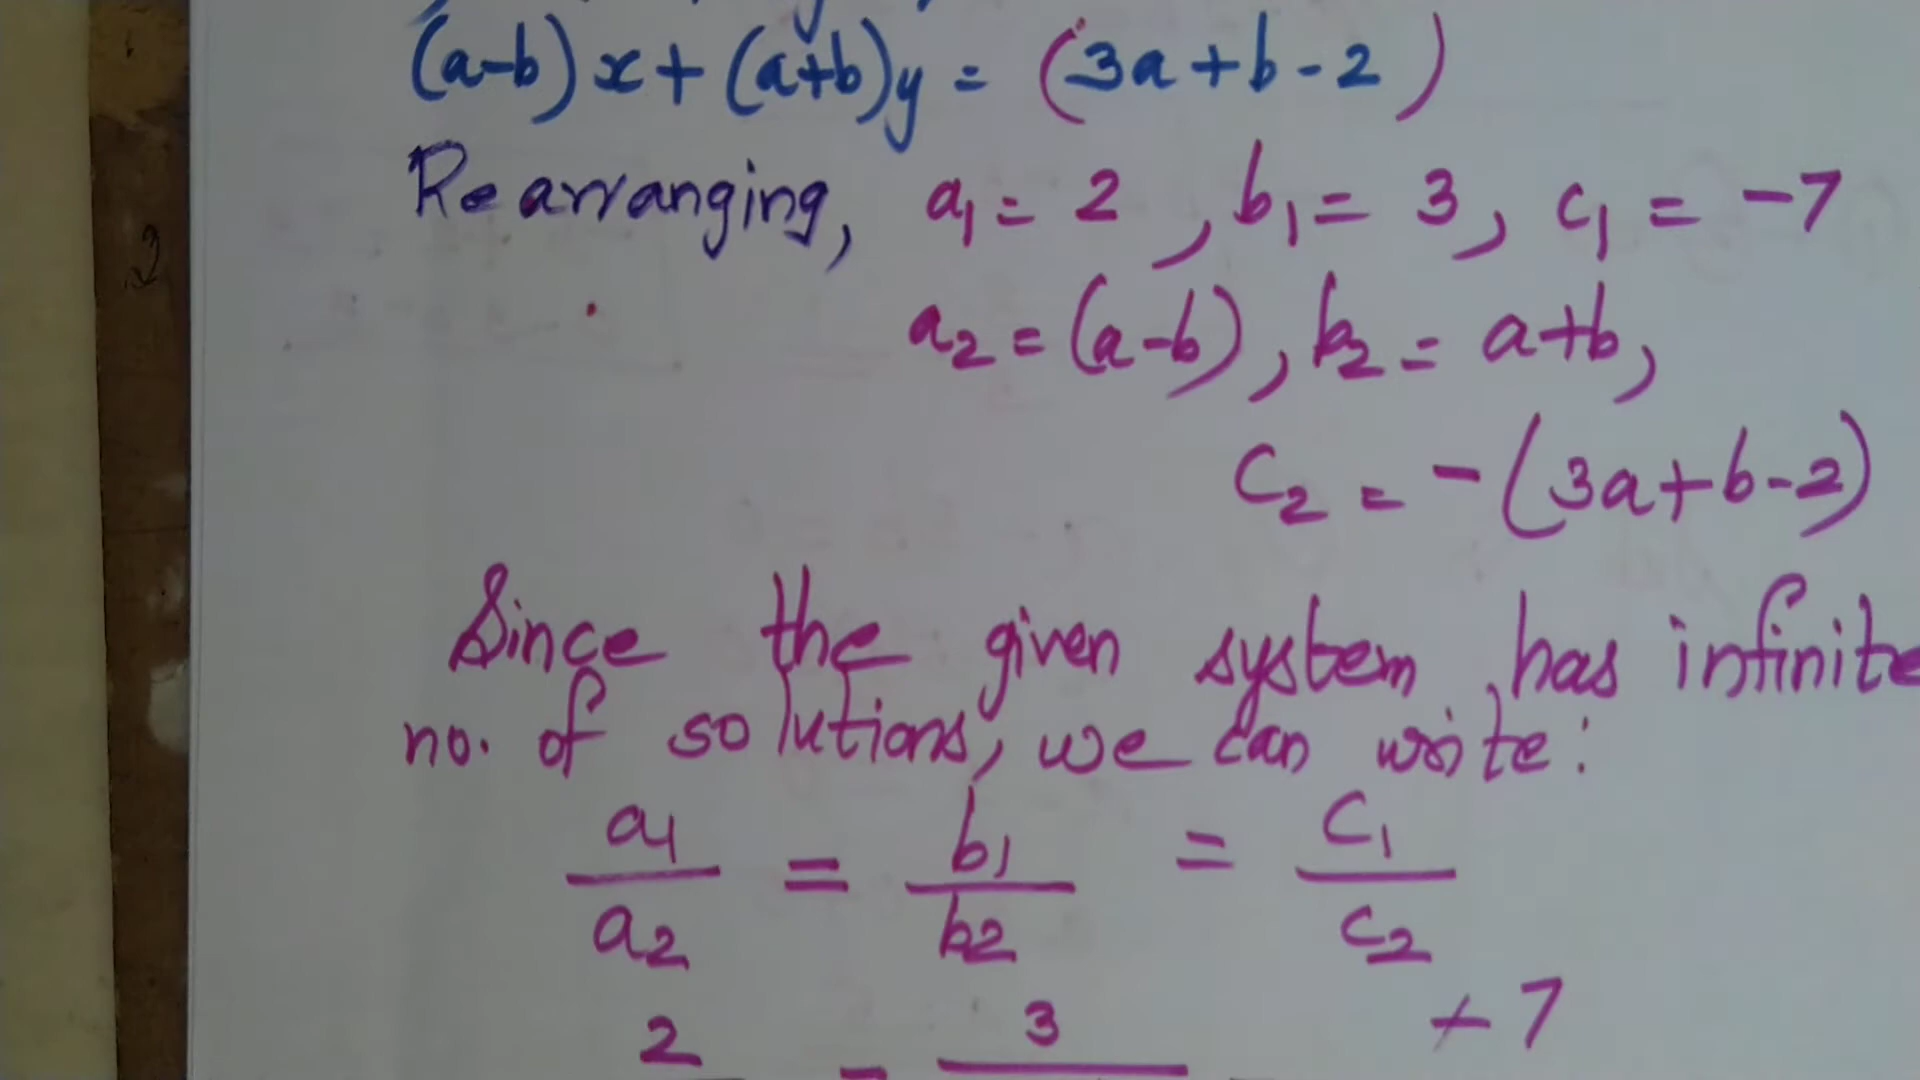 (a-b)x+(a+b)y = (3a+b-2)
Rearranging, a1 = 2, b1 = 3, c1 = -7
a2 = (a-b), b2 = a+b,
c2 = -(3a+b-2)
Since the given system has infinite
no. of solutions, we can write:
a1/a2 = b1/b2 = c1/c2
2 = 3 -7